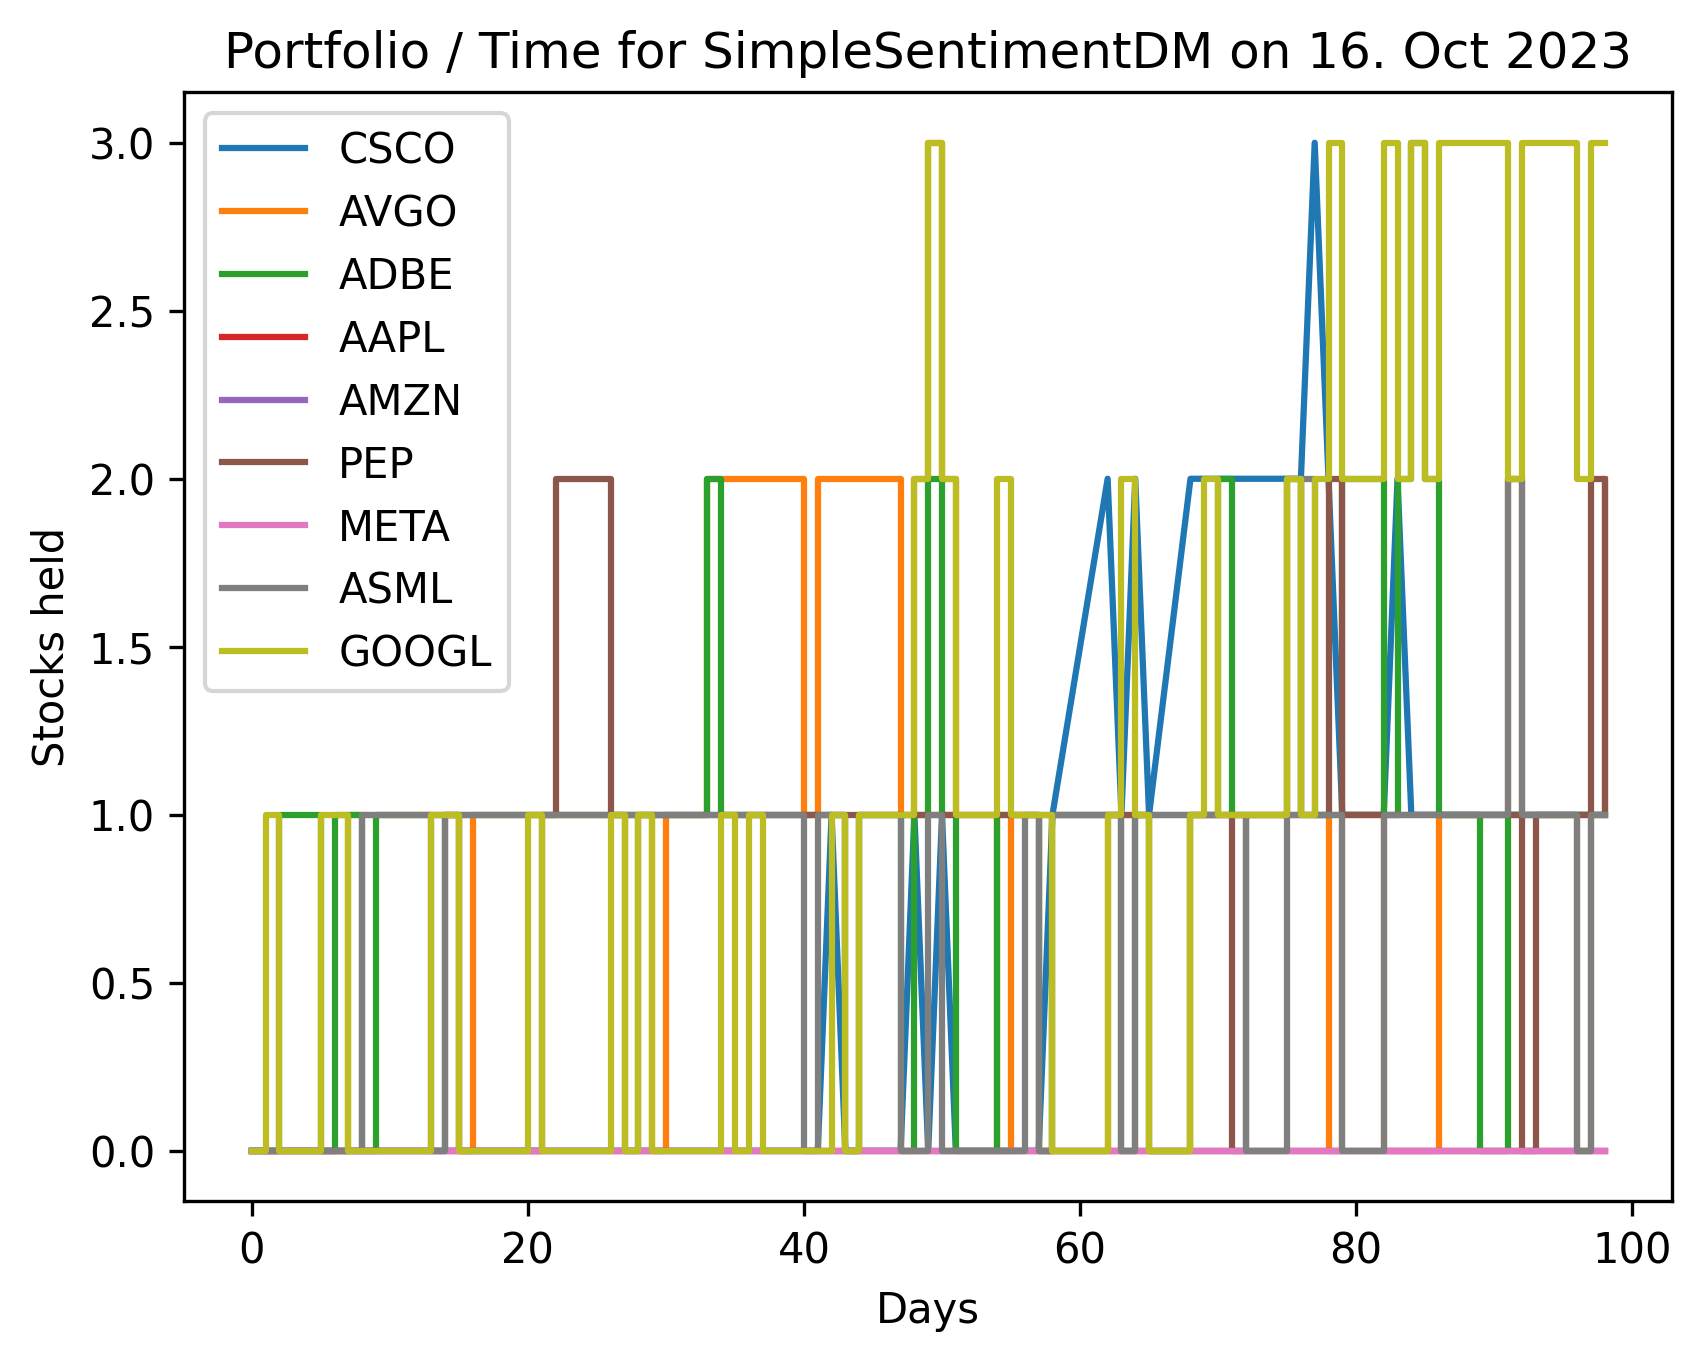 Portfolio / Time for SimpleSentimentDM on 16. Oct 2023
CSCO
AVGO
ADBE
AAPL
AMZN
PEP
META
ASML
GOOGL
3.0
2.5
2.0
1.5
1.0
0.5
0.0
Stocks held
0 20 40 60 80 100
Days